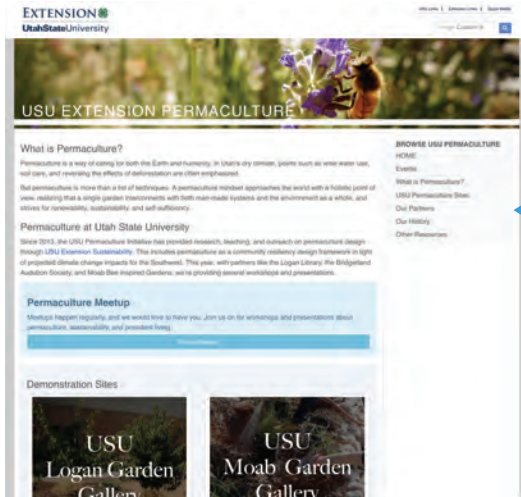 EXTENSION
UtahStateUniversity
USU EXTENSION PERMACULTURE
What is Permaculture?
Permaculture is a way of caring for both the Earth and humanity. In Utah's dry climate, points such as wise water use,
soil care, and reversing the effects of deforestation are often emphasized.
But permaculture is more than a list of techniques. A permaculture mindset approaches the world with a holistic point of
view, realizing that a single garden interconnects with both man-made systems and the environment as a whole, and
strives for renewability, sustainability, and self-sufficiency.
Permaculture at Utah State University
Since 2013, the USU Permaculture Initiative has provided research, teaching, and outreach on permaculture design
through USU Extension Sustainability. This includes permaculture as a community resiliency design framework in light
of projected climate change impacts for the Southwest. This year, with partners like the Logan Library, the Bridgerland
Audubon Society, and Moab Bee Inspired Gardens, we're providing several workshops and presentations.
Permaculture Meetup
Meetups happen regularly, and we would love to have you. Join us on for workshops and presentations about
permaculture, sustainability, and provident living.
Demonstration Sites
USU
Logan Garden
Gallery
USU
Moab Garden
Gallery
BROWSE USU PERMACULTURE
HOME
Events
What is Permaculture?
USU Permaculture Sites
Our Partners
Our History
Other Resources